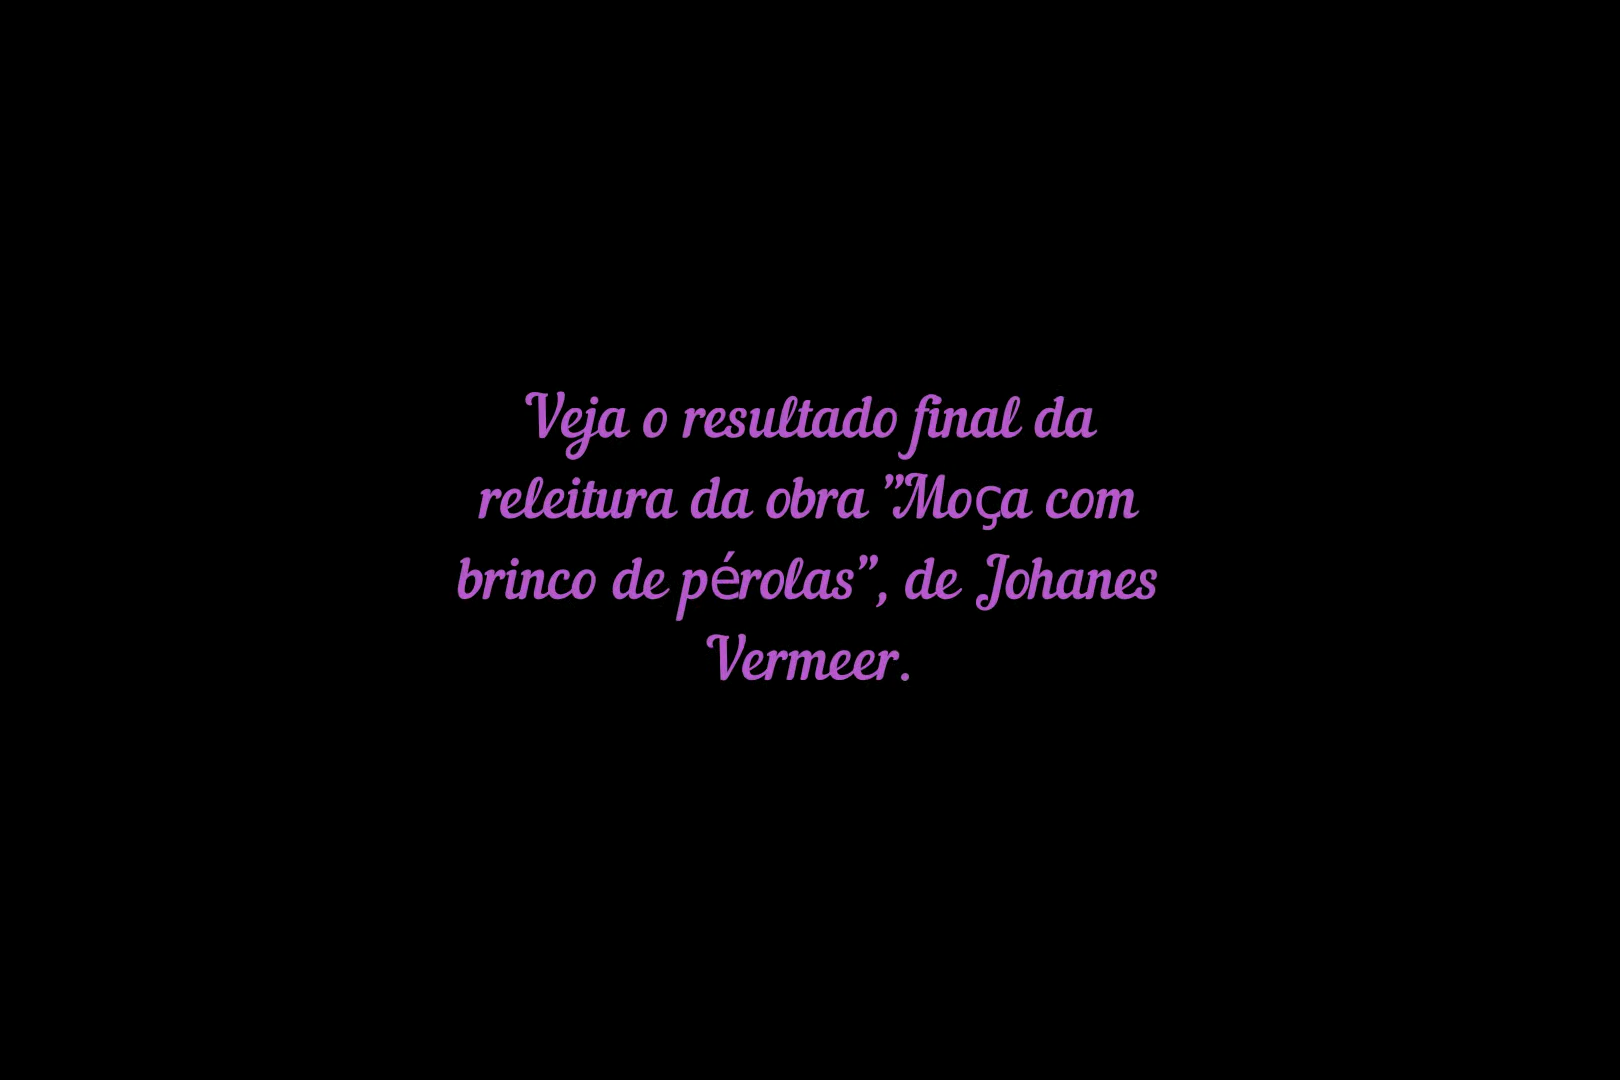 Veja o resultado final da
releitura da obra ”Moça com
brinco de pérolas”, de Johanes
Vermeer.